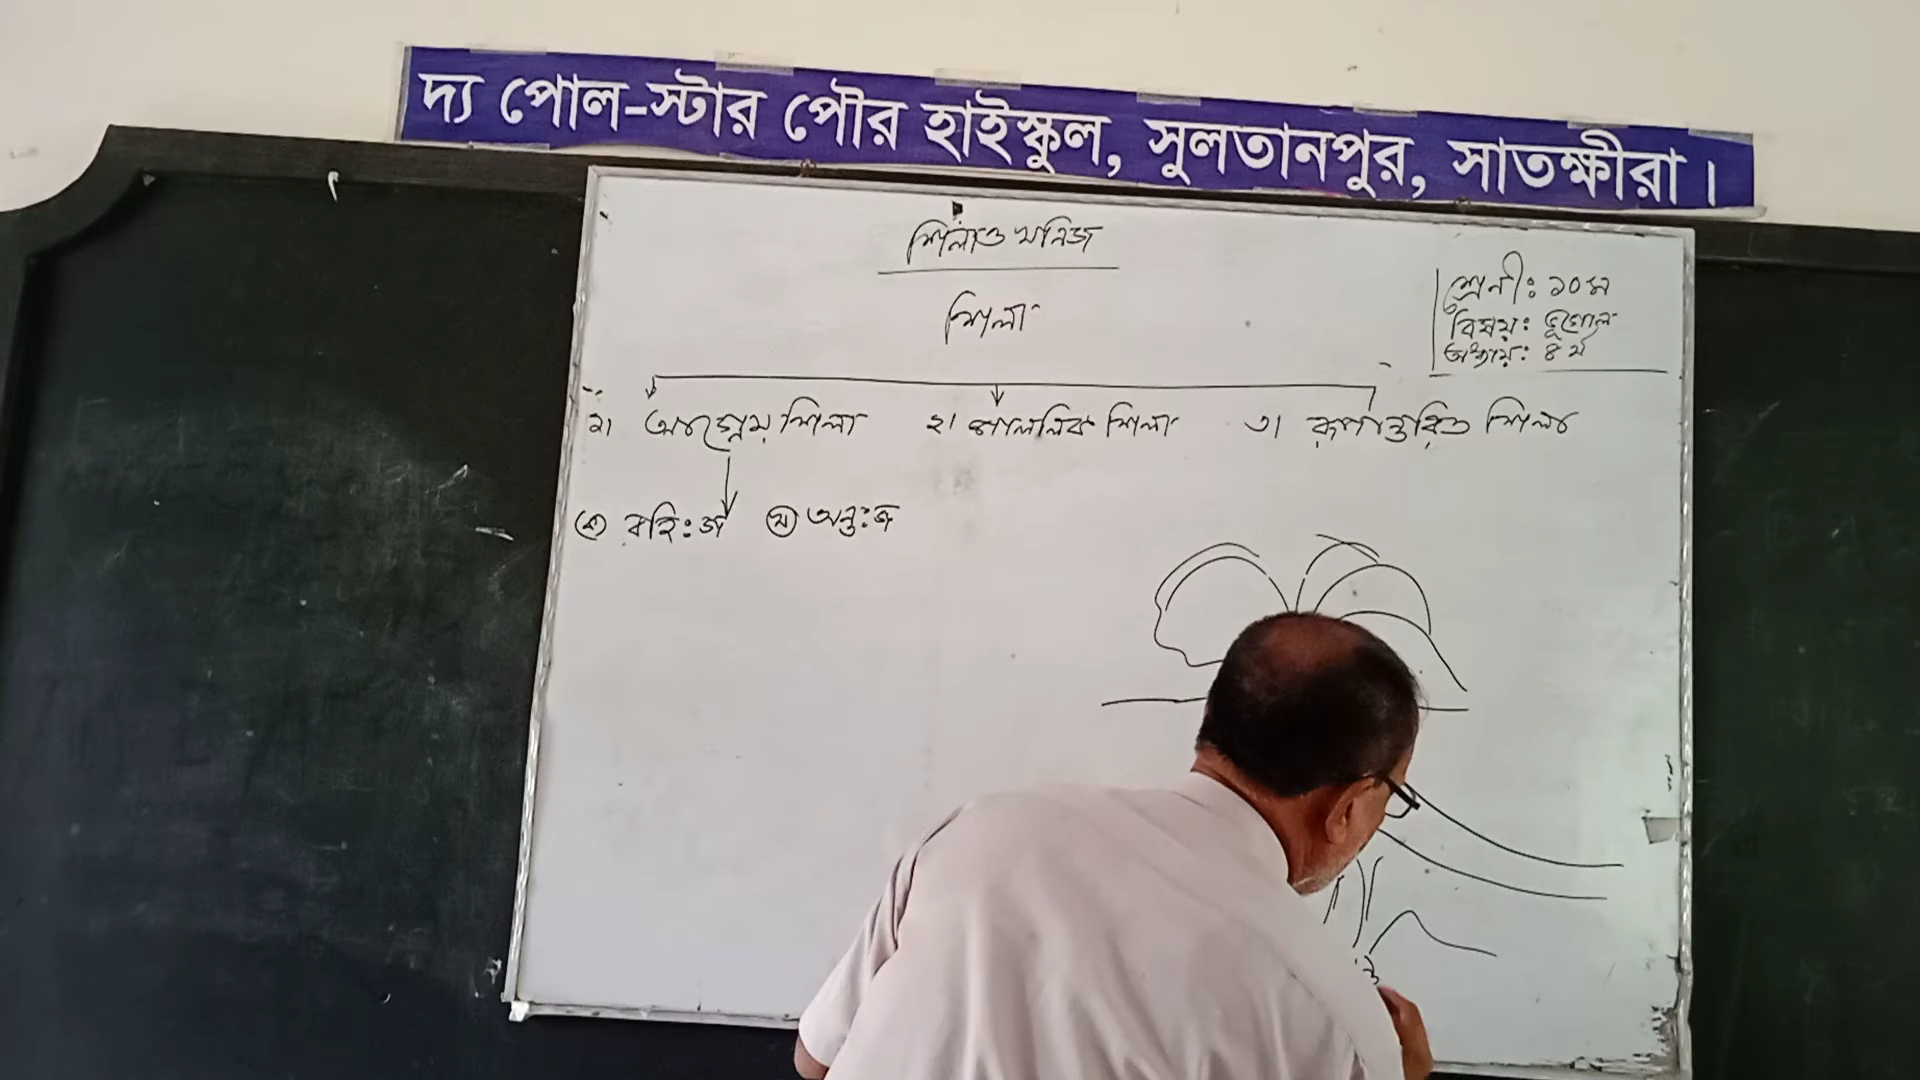 দ্য পোল-স্টার পৌর হাইস্কুল, সুলতানপুর, সাতক্ষীরা।
শিলা ও খনিজ
শ্রেনী: ১০ম
বিষয়: ভূগোল
অধ্যায়: ৪র্থ
শিলা
১। আগ্নেয় শিলা ২। পাললিক শিলা ৩। রূপান্তরিত শিলা
ক বহি:জ খ অন্ত:জ